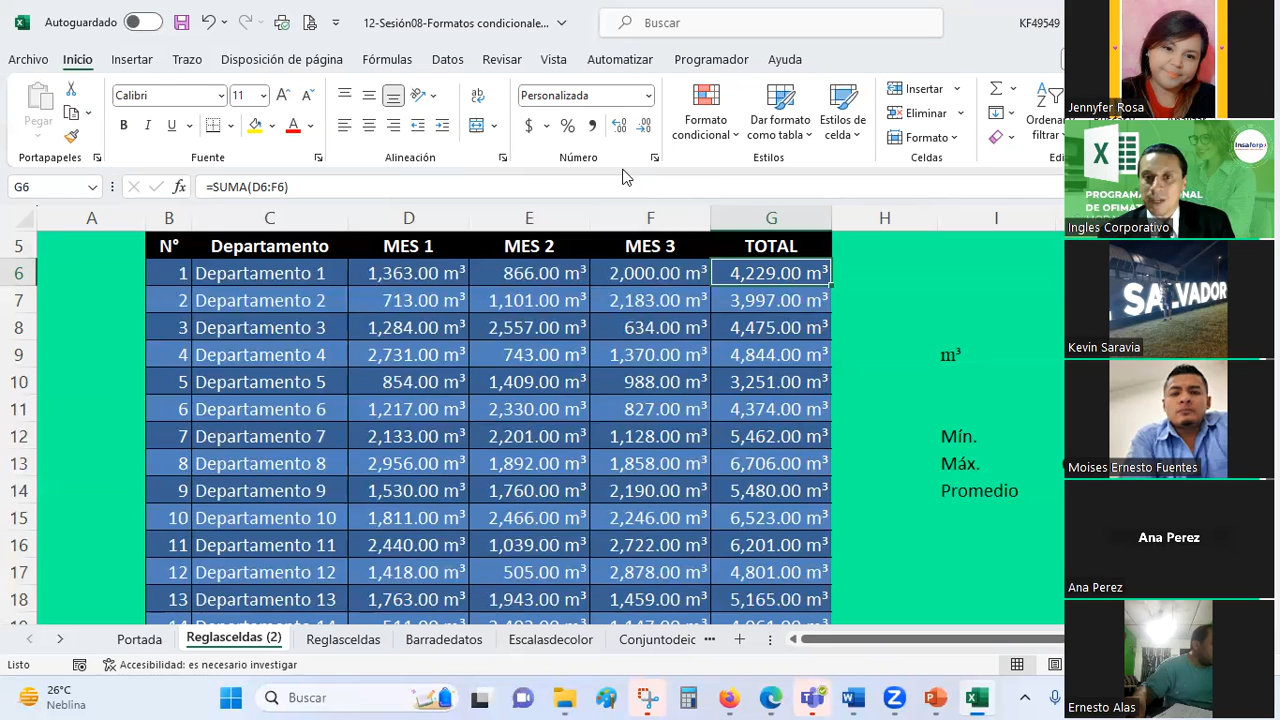 Autoguardado
12-Sesión08-Formatos condicionale...
Buscar
KF49549
Archivo Inicio Insertar Trazo Disposición de página Fórmulas Datos Revisar Vista Automatizar Programador Ayuda
Pegar
Portapapeles
Calibri 11
N K S
Fuente
Alineación
Personalizada
$ % 000
Número
Formato condicional
Dar formato como tabla
Estilos de celda
Estilos
Insertar
Eliminar
Formato
Celdas
Ordenar
filtrar
G6 fx =SUMA(D6:F6)
A B C D E F G H I
5 N° Departamento MES 1 MES 2 MES 3 TOTAL
6 1 Departamento 1 1,363.00 m³ 866.00 m³ 2,000.00 m³ 4,229.00 m³
7 2 Departamento 2 713.00 m³ 1,101.00 m³ 2,183.00 m³ 3,997.00 m³
8 3 Departamento 3 1,284.00 m³ 2,557.00 m³ 634.00 m³ 4,475.00 m³
9 4 Departamento 4 2,731.00 m³ 743.00 m³ 1,370.00 m³ 4,844.00 m³ m³
10 5 Departamento 5 854.00 m³ 1,409.00 m³ 988.00 m³ 3,251.00 m³
11 6 Departamento 6 1,217.00 m³ 2,330.00 m³ 827.00 m³ 4,374.00 m³
12 7 Departamento 7 2,133.00 m³ 2,201.00 m³ 1,128.00 m³ 5,462.00 m³ Mín.
13 8 Departamento 8 2,956.00 m³ 1,892.00 m³ 1,858.00 m³ 6,706.00 m³ Máx.
14 9 Departamento 9 1,530.00 m³ 1,760.00 m³ 2,190.00 m³ 5,480.00 m³ Promedio
15 10 Departamento 10 1,811.00 m³ 2,466.00 m³ 2,246.00 m³ 6,523.00 m³
16 11 Departamento 11 2,440.00 m³ 1,039.00 m³ 2,722.00 m³ 6,201.00 m³
17 12 Departamento 12 1,418.00 m³ 505.00 m³ 2,878.00 m³ 4,801.00 m³
18 13 Departamento 13 1,763.00 m³ 1,943.00 m³ 1,459.00 m³ 5,165.00 m³
Portada Reglasceldas (2) Reglasceldas Barradedatos Escalasdecolor Conjuntodeic ...
Listo
Accesibilidad: es necesario investigar
26°C
Neblina
Buscar
Jennyfer Rosa
Insaforp
DE OFIMÁT
Ingles Corporativo
SALVADOR
Kevin Saravia
Moises Ernesto Fuentes
Ana Perez
Ana Perez
Ernesto Alas